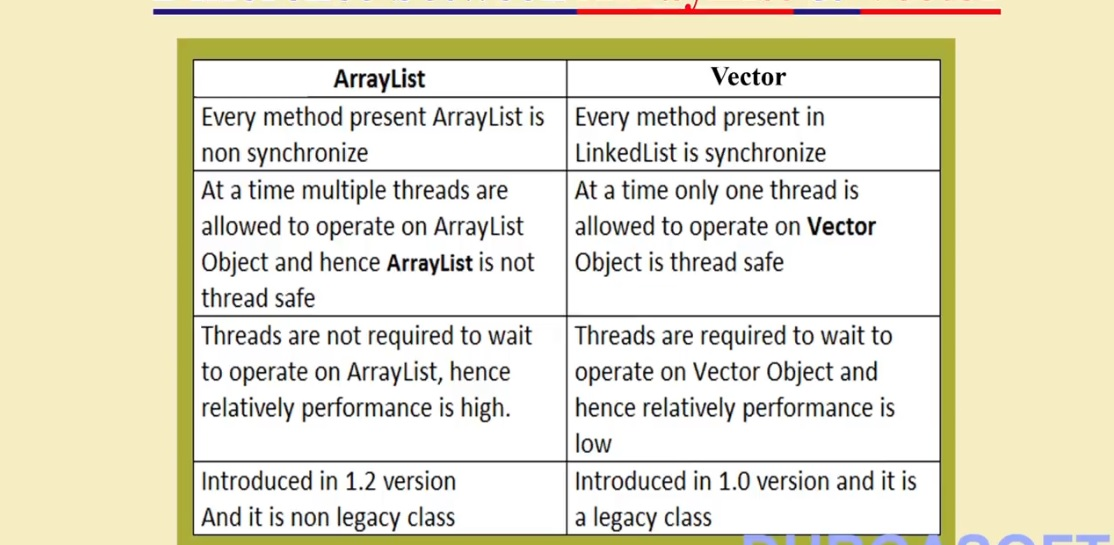 ArrayList
Vector
Every method present ArrayList is
non synchronize
Every method present in
LinkedList is synchronize
At a time multiple threads are
allowed to operate on ArrayList
Object and hence ArrayList is not
thread safe
At a time only one thread is
allowed to operate on Vector
Object is thread safe
Threads are not required to wait
to operate on ArrayList, hence
relatively performance is high.
Threads are required to wait to
operate on Vector Object and
hence relatively performance is
low
Introduced in 1.2 version
And it is non legacy class
Introduced in 1.0 version and it is
a legacy class